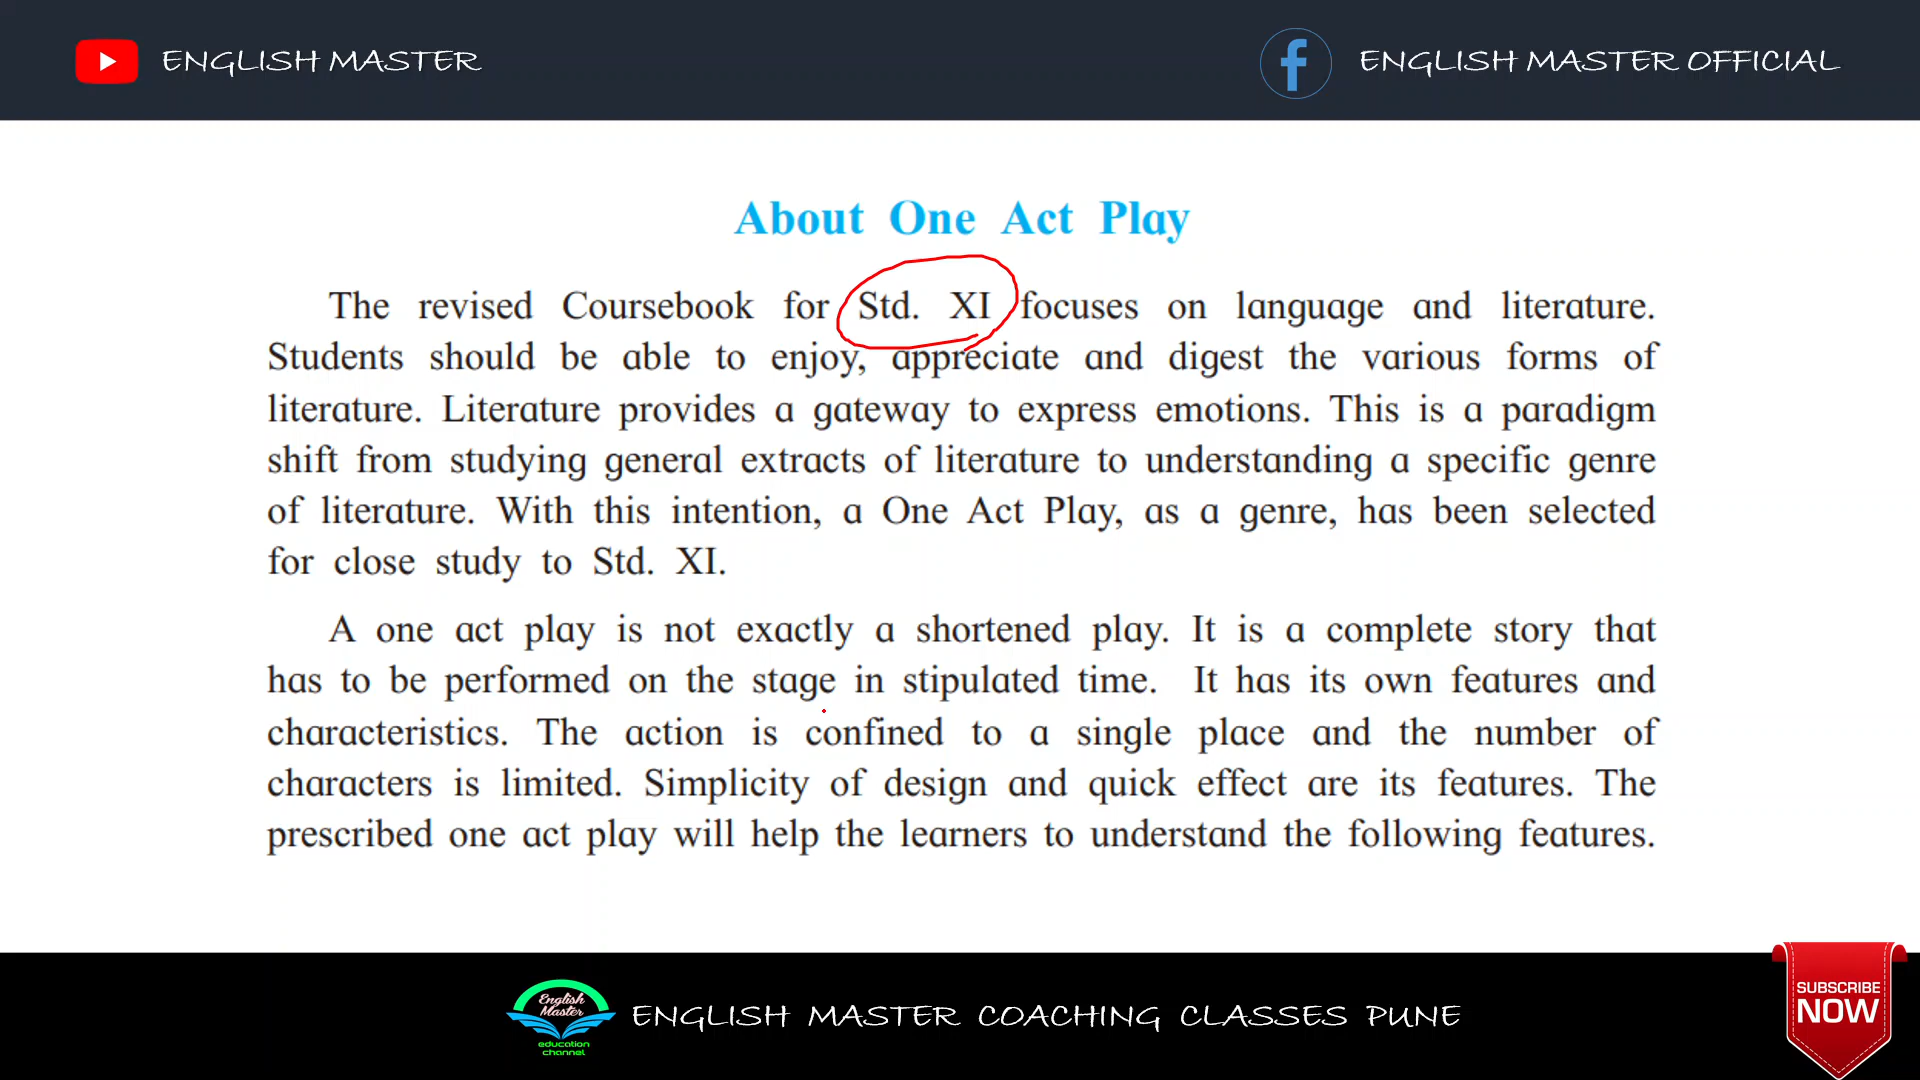 ENGLISH MASTER
ENGLISH MASTER OFFICIAL
About One Act Play
The revised Coursebook for Std. XI focuses on language and literature.
Students should be able to enjoy, appreciate and digest the various forms of
literature. Literature provides a gateway to express emotions. This is a paradigm
shift from studying general extracts of literature to understanding a specific genre
of literature. With this intention, a One Act Play, as a genre, has been selected
for close study to Std. XI.
A one act play is not exactly a shortened play. It is a complete story that
has to be performed on the stage in stipulated time. It has its own features and
characteristics. The action is confined to a single place and the number of
characters is limited. Simplicity of design and quick effect are its features. The
prescribed one act play will help the learners to understand the following features.
English
Master
education
channel
ENGLISH MASTER COACHING CLASSES PUNE
SUBSCRIBE
NOW